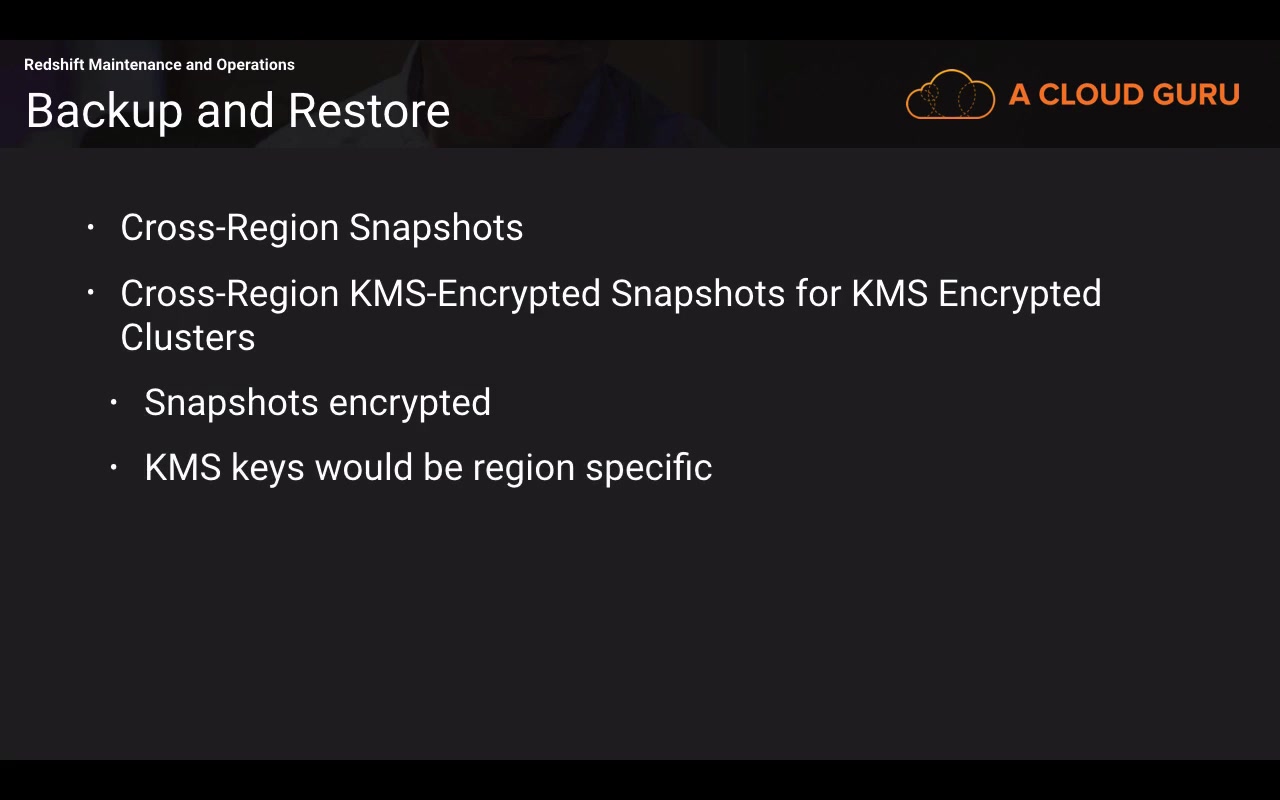 Redshift Maintenance and Operations
Backup and Restore
A CLOUD GURU
• Cross-Region Snapshots
• Cross-Region KMS-Encrypted Snapshots for KMS Encrypted
Clusters
• Snapshots encrypted
• KMS keys would be region specific